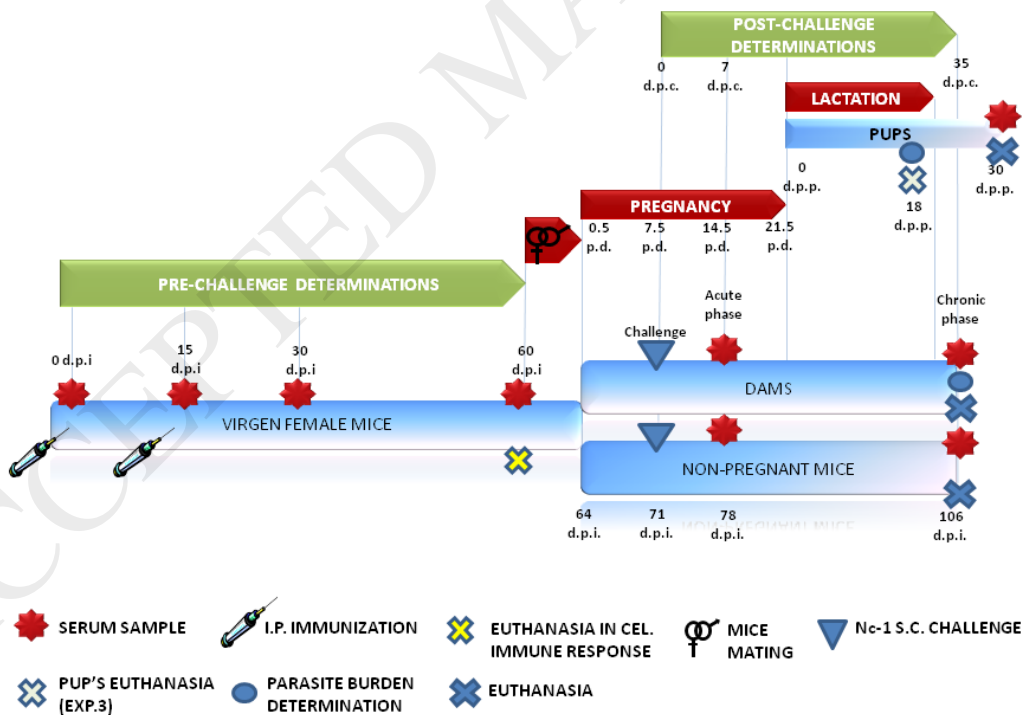 ACCEPTED MA
POST-CHALLENGE
DETERMINATIONS
0
d.p.c.
7
d.p.c.
35
d.p.c.
LACTATION
PUPS
0
d.p.p.
18
d.p.p.
30
d.p.p.
PREGNANCY
0.5
p.d.
7.5
p.d.
14.5
p.d.
21.5
p.d.
PRE-CHALLENGE DETERMINATIONS
0 d.p.i
15
d.p.i
30
d.p.i
60
d.p.i
Challenge
Acute
phase
Chronic
phase
DAMS
VIRGEN FEMALE MICE
NON-PREGNANT MICE
64
d.p.i.
71
d.p.i.
78
d.p.i.
106
d.p.i.
SERUM SAMPLE
I.P. IMMUNIZATION
EUTHANASIA IN CEL.
IMMUNE RESPONSE
MICE
MATING
Nc-1 S.C. CHALLENGE
PUP'S EUTHANASIA
(EXP.3)
PARASITE BURDEN
DETERMINATION
EUTHANASIA